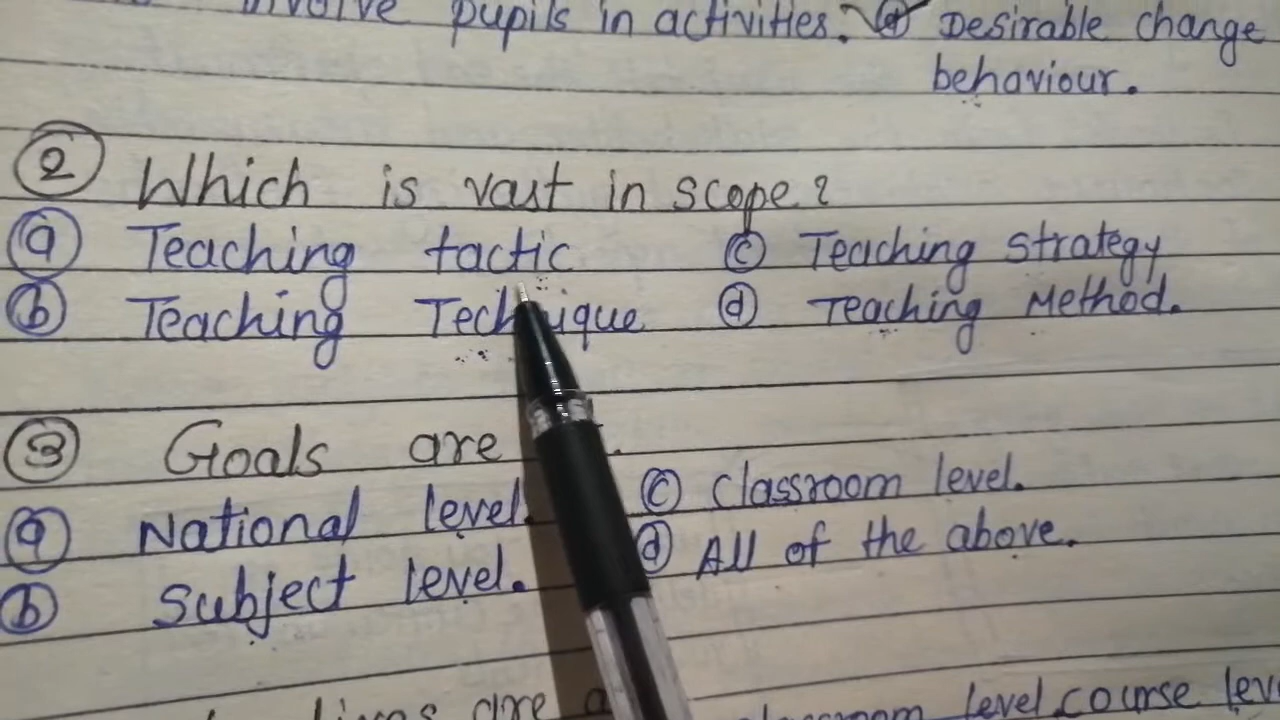 involve pupils in activities. (d) Desirable change
behaviour.
(2) Which is vast in scope?
(a) Teaching tactic (c) Teaching Strategy
(b) Teaching Technique (d) Teaching Method.
(3) Goals are
(a) National level. (c) Classroom level.
(b) Subject level. (d) All of the above.
are level, course